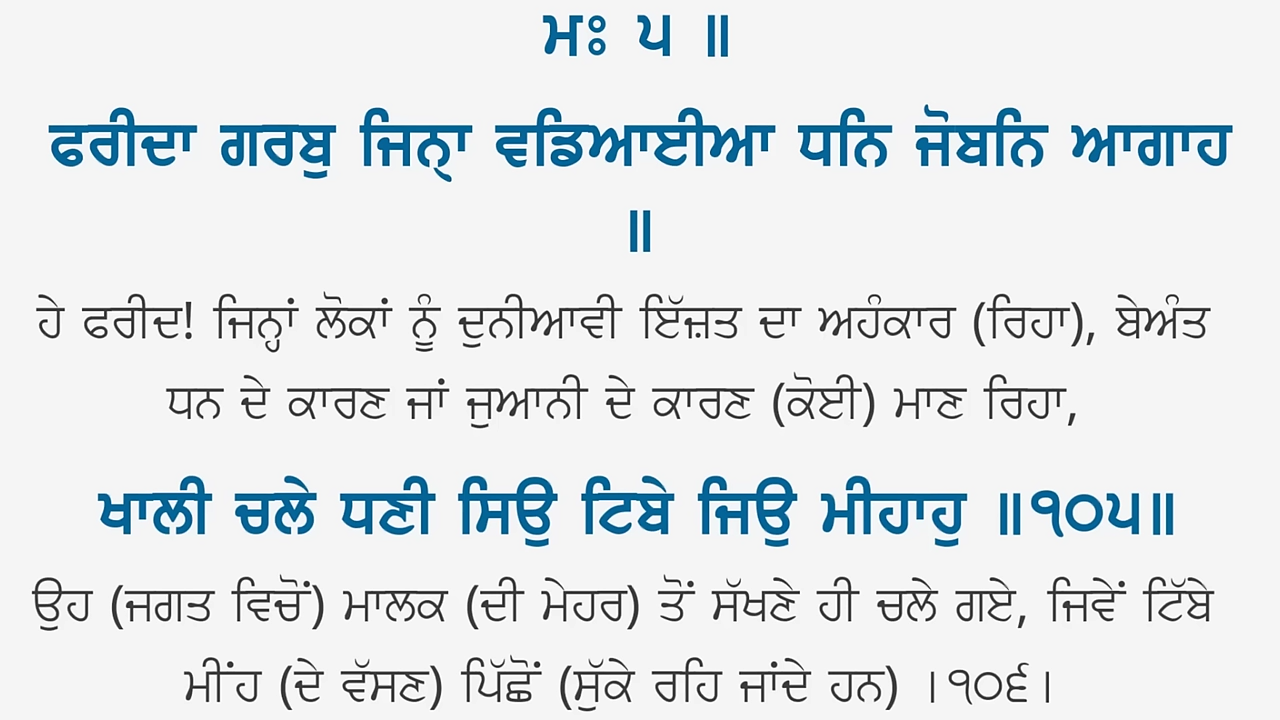 ਮਃ ੫ ॥
ਫਰੀਦਾ ਗਰਬੁ ਜਿਨ੍ਹ੍ਹਾ ਵਡਿਆਈਆ ਧਨਿ ਜੋਬਨਿ ਆਗਾਹ
॥
ਹੇ ਫਰੀਦ! ਜਿਨ੍ਹਾਂ ਲੋਕਾਂ ਨੂੰ ਦੁਨੀਆਵੀ ਇੱਜ਼ਤ ਦਾ ਅਹੰਕਾਰ (ਰਿਹਾ), ਬੇਅੰਤ
ਧਨ ਦੇ ਕਾਰਣ ਜਾਂ ਜੁਆਨੀ ਦੇ ਕਾਰਣ (ਕੋਈ) ਮਾਣ ਰਿਹਾ,
ਖਾਲੀ ਚਲੇ ਧਣੀ ਸਿਉ ਟਿਬੇ ਜਿਉ ਮੀਹਾਹੁ ॥੧੦੫॥
ਉਹ (ਜਗਤ ਵਿਚੋਂ) ਮਾਲਕ (ਦੀ ਮੇਹਰ) ਤੋਂ ਸੱਖਣੇ ਹੀ ਚਲੇ ਗਏ, ਜਿਵੇਂ ਟਿੱਬੇ
ਮੀਂਹ (ਦੇ ਵੱਸਣ) ਪਿੱਛੋਂ (ਸੁੱਕੇ ਰਹਿ ਜਾਂਦੇ ਹਨ) ।੧੦੬।